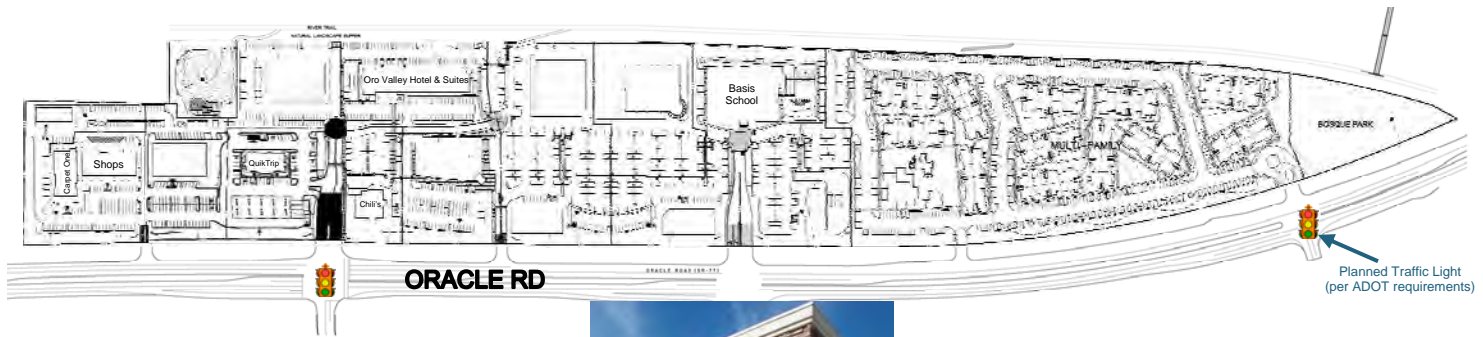 RIVER TRAIL
NATURAL LANDSCAPE BUFFER
Oro Valley Hotel & Suites
Basis
School
BOSQUE PARK
MULTI-FAMILY
Carpet One
Shops
QuikTrip
Chili's
ORACLE RD
ORACLE ROAD (SR-77)
Planned Traffic Light
(per ADOT requirements)